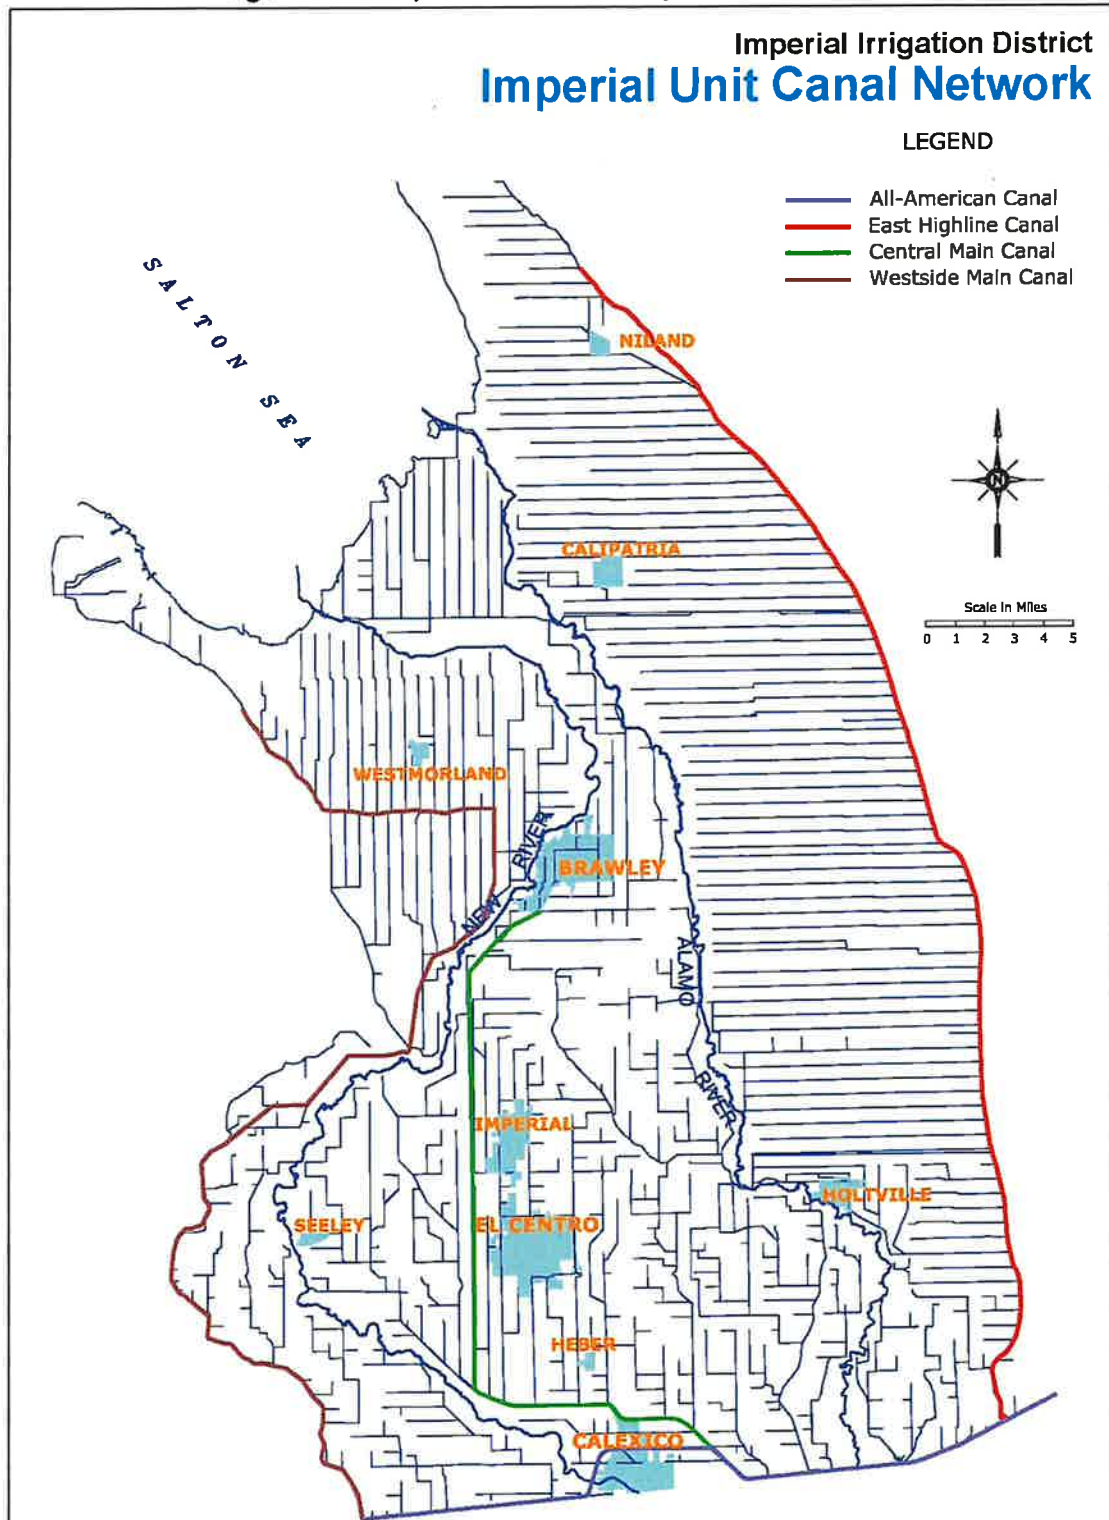 Imperial Irrigation District
Imperial Unit Canal Network
LEGEND
All-American Canal
East Highline Canal
Central Main Canal
Westside Main Canal
SALTON SEA
NILAND
N
CALIPATRIA
Scale in Miles
0 1 2 3 4 5
WESTMORLAND
NEW RIVER
BRAWLEY
ALAMO RIVER
IMPERIAL
HOLTVILLE
SEELEY
EL CENTRO
HEBER
CALEXICO